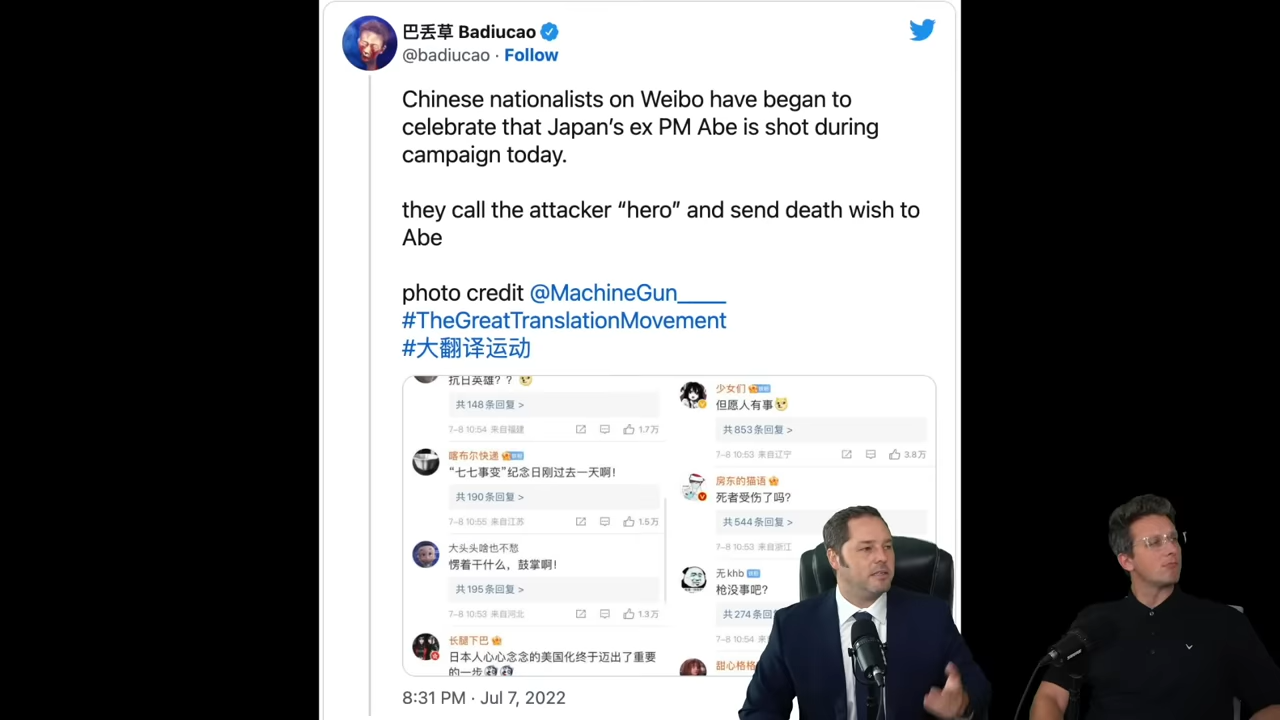 巴丢草 Badiucao
@badiucao · Follow
Chinese nationalists on Weibo have began to
celebrate that Japan’s ex PM Abe is shot during
campaign today.
they call the attacker “hero” and send death wish to
Abe
photo credit @MachineGun_____
#TheGreatTranslationMovement
#大翻译运动
抗日英雄？？
共148条回复 >
7-8 10:54 来自福建
1.7万
喀布尔快递
“七七事变”纪念日刚过去一天啊！
共190条回复 >
7-8 10:55 来自江苏
1.5万
大头头啥也不愁
愣着干什么，鼓掌啊！
共195条回复 >
7-8 10:53 来自河北
1.3万
长腿下巴
日本人心心念念的美国化终于迈出了重要
的一步
少女们
但愿人有事
共853条回复 >
7-8 10:53 来自辽宁
3.8万
房东的猫语
死者受伤了吗?
共544条回复 >
7-8 10:53 来自浙江
无khb
枪没事吧?
共274条回
7-8 10:54 来
甜心格格
8:31 PM · Jul 7, 2022